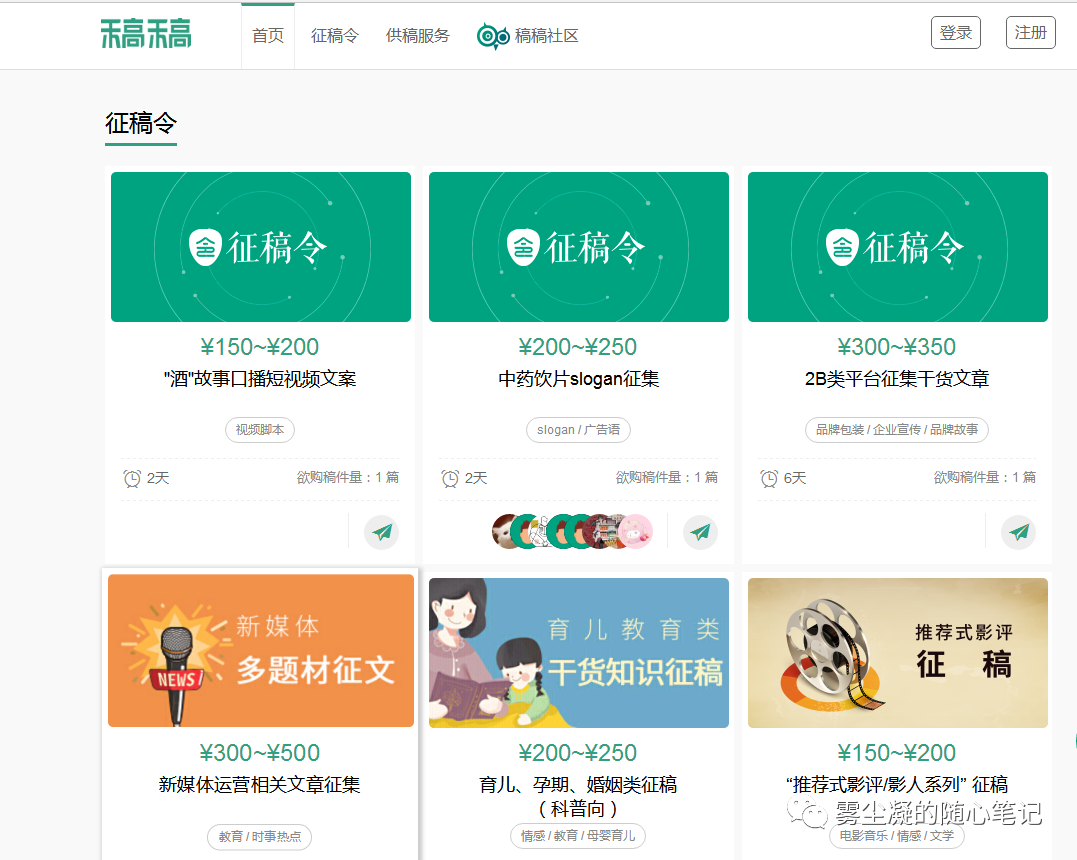 禾高禾高
首页 征稿令 供稿服务 稿稿社区 登录 注册
征稿令
征稿令 征稿令 征稿令
¥150~¥200 ¥200~¥250 ¥300~¥350
"酒"故事口播短视频文案 中药饮片slogan征集 2B类平台征集干货文章
视频脚本 slogan / 广告语 品牌包装 / 企业宣传 / 品牌故事
2天 欲购稿件量：1 篇 2天 欲购稿件量：1 篇 6天 欲购稿件量：1 篇
新媒体 育儿教育类 推荐式影评
NEWS! 多题材征文 干货知识征稿 征 稿
¥300~¥500 ¥200~¥250 ¥150~¥200
新媒体运营相关文章征集 育儿、孕期、婚姻类征稿 “推荐式影评/影人系列” 征稿
（科普向）
雾尘凝的随心笔记
教育 / 时事热点 情感 / 教育 / 母婴育儿 电影音乐 / 情感 / 文学